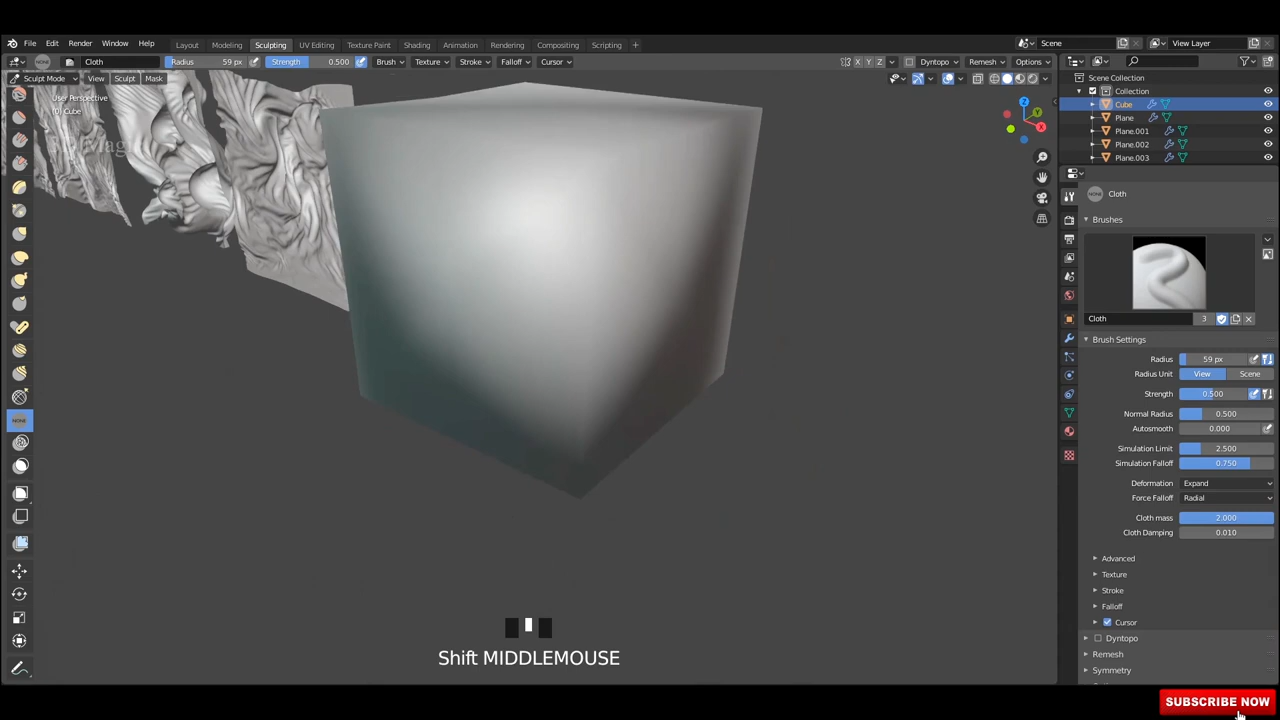 File Edit Render Window Help Layout Modeling Sculpting UV Editing Texture Paint Shading Animation Rendering Compositing Scripting + Scene View Layer
Cloth Radius 59 px Strength 0.500 Brush Texture Stroke Falloff Cursor X Y Z Dyntopo Remesh Options
Sculpt Mode View Sculpt Mask
User Perspective
(0) Cube
Scene Collection
Collection
Cube
Plane
Plane.001
Plane.002
Plane.003
Z
Y
X
NONE Cloth
Brushes
Cloth 3
Brush Settings
Radius 59 px
Radius Unit View Scene
Strength 0.500
Normal Radius 0.500
Autosmooth 0.000
Simulation Limit 2.500
Simulation Falloff 0.750
Deformation Expand
Force Falloff Radial
Cloth mass 2.000
Cloth Damping 0.010
Advanced
Texture
Stroke
Falloff
Cursor
Dyntopo
Remesh
Symmetry
NONE
Shift MIDDLEMOUSE
SUBSCRIBE NOW